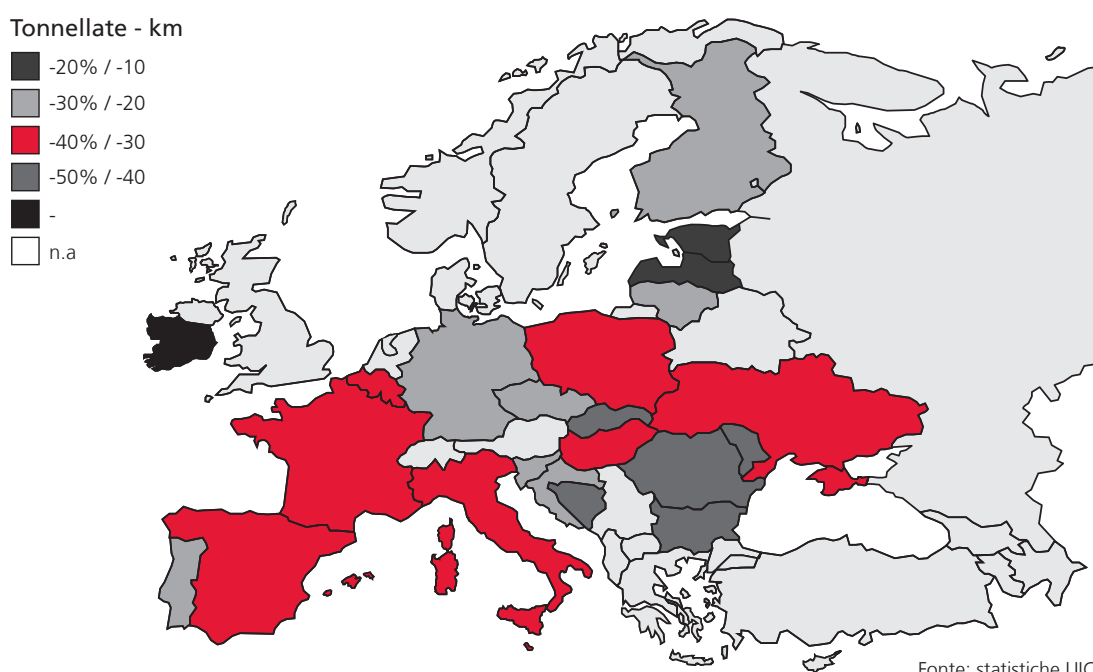 Tonnellate - km
-20% / -10
-30% / -20
-40% / -30
-50% / -40
-
n.a
Fonte: statistiche UIC